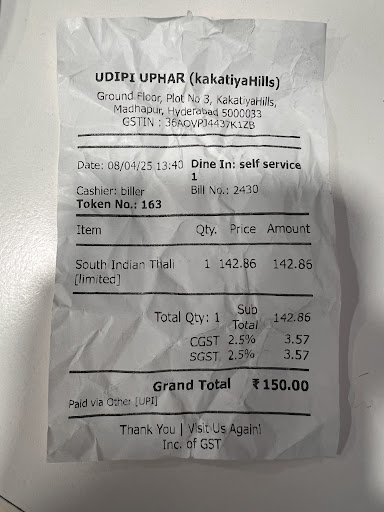 UDIPI UPHAR (kakatiyaHills)
Ground Floor, Plot No 3, KakatiyaHills,
Madhapur, Hyderabad 5000033
GSTIN : 36AOVPJ4437K1ZB
Date: 08/04/25 13:40 Dine In: self service
1
Cashier: biller Bill No.: 2430
Token No.: 163
Item Qty. Price Amount
South Indian Thali 1 142.86 142.86
[limited]
Total Qty: 1 Sub Total 142.86
CGST 2.5% 3.57
SGST 2.5% 3.57
Grand Total ₹150.00
Paid via Other [UPI]
Thank You | Visit Us Again!
Inc. of GST